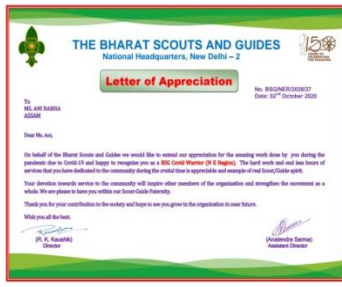 THE BHARAT SCOUTS AND GUIDES
National Headquarters, New Delhi – 2
150
Letter of Appreciation
No. BSG/NER/2020/37
Date: 02nd October 2020
To
MS. ANI RABHA
ASSAM
Dear Ms. Ani,
On behalf of the Bharat Scouts and Guides we would like to extend our appreciation for the amazing work done by you during the
pandemic due to Covid-19 and happy to recognize you as a BSG Covid Warrior (N E Region). The hard work and end less hours of
services that you have dedicated to the community during the crutial time is appreciable and example of real Scout/Guide spirit.
Your devotion towards service to the community will inspire other members of the organisation and strengthen the movement as a
whole. We are please to have you within our Scout-Guide Fraternity.
Thank you for your contribution to the society and hope to see you grow in the organisation in near future.
Wish you all the best.
(R. K. Kaushik)
Director
(Analendra Sarma)
Assistant Director